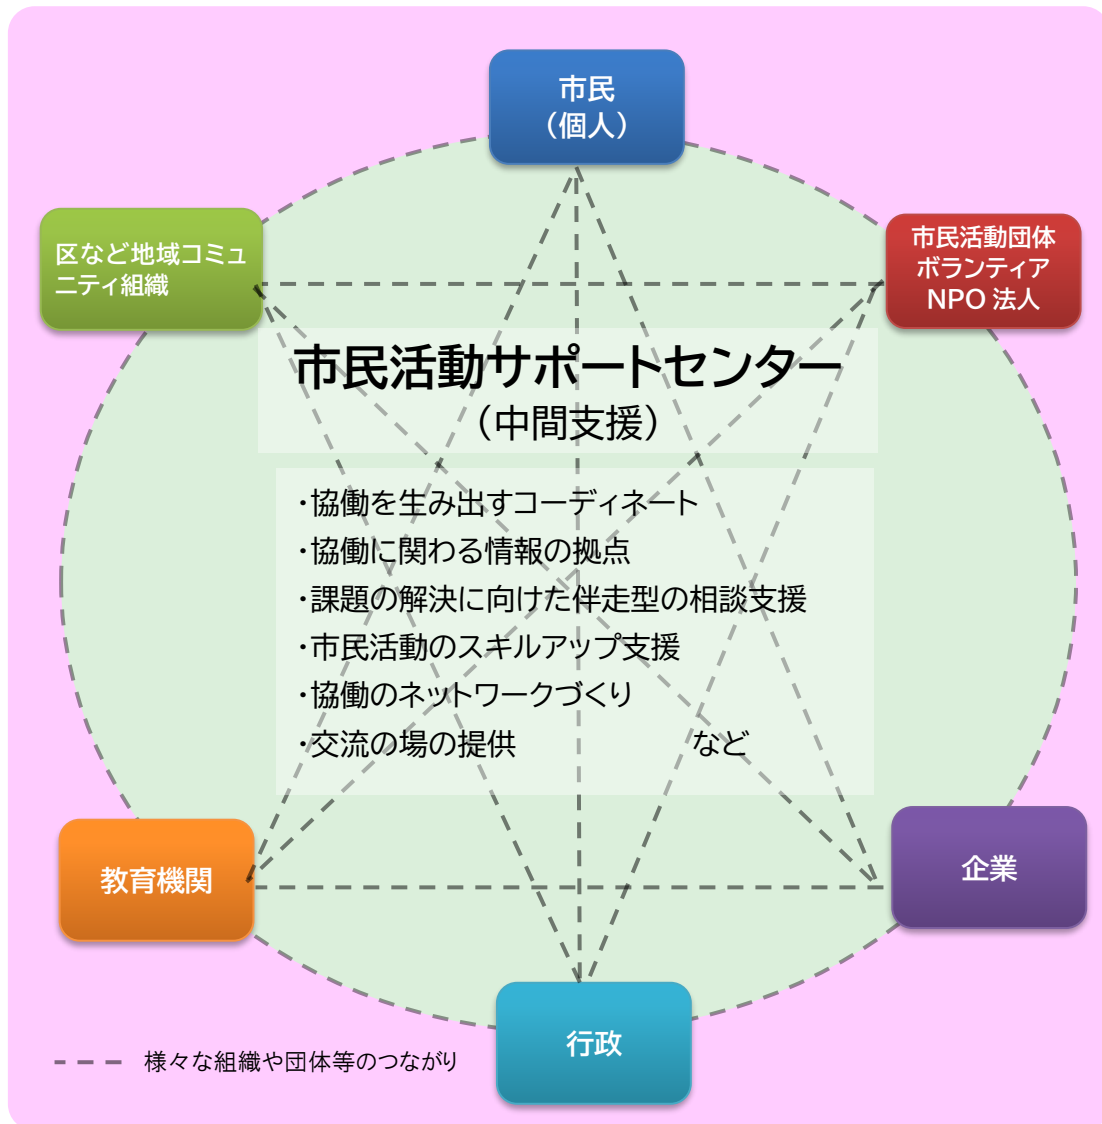 市民
（個人）
区など地域コミュ
ニティ組織
市民活動団体
ボランティア
NPO 法人
市民活動サポートセンター
（中間支援）
・協働を生み出すコーディネート
・協働に関わる情報の拠点
・課題の解決に向けた伴走型の相談支援
・市民活動のスキルアップ支援
・協働のネットワークづくり
・交流の場の提供　　　　　　など
教育機関
企業
行政
様々な組織や団体等のつながり